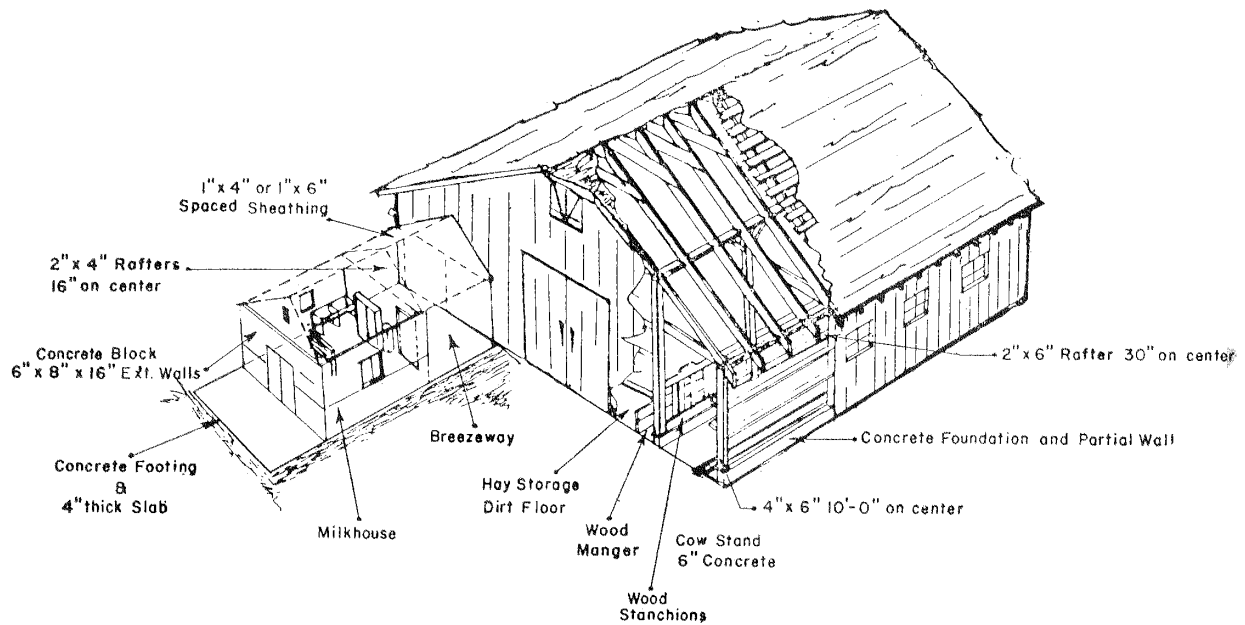 1"x 4" or 1"x 6"
Spaced Sheathing
2"x 4" Rafters
16" on center
Concrete Block
6"x 8"x 16" Ext. Walls
Concrete Footing
&
4" thick Slab
Milkhouse
Breezeway
Hay Storage
Dirt Floor
Wood
Manger
Cow Stand
6" Concrete
Wood
Stanchions
4"x 6" 10'-0" on center
Concrete Foundation and Partial Wall
2"x 6" Rafter 30" on center